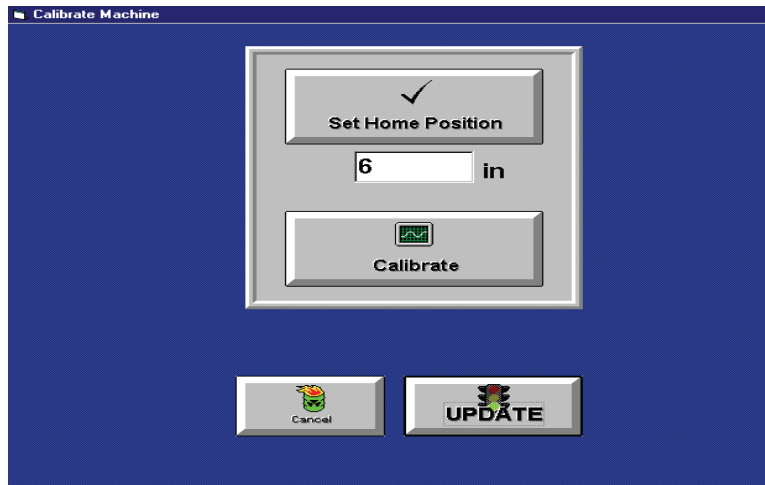 Calibrate Machine
Set Home Position
6 in
Calibrate
Cancel
UPDATE